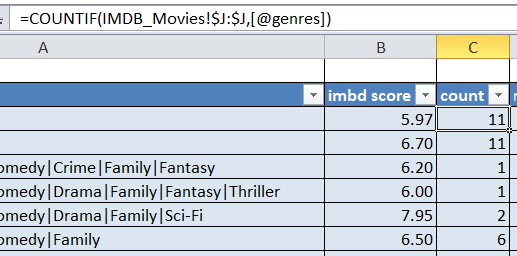 =COUNTIF(IMDB_Movies!$J:$J,[@genres])
A B C
imbd score count
5.97 11
6.70 11
omedy|Crime|Family|Fantasy 6.20 1
omedy|Drama|Family|Fantasy|Thriller 6.00 1
omedy|Drama|Family|Sci-Fi 7.95 2
omedy|Family 6.50 6